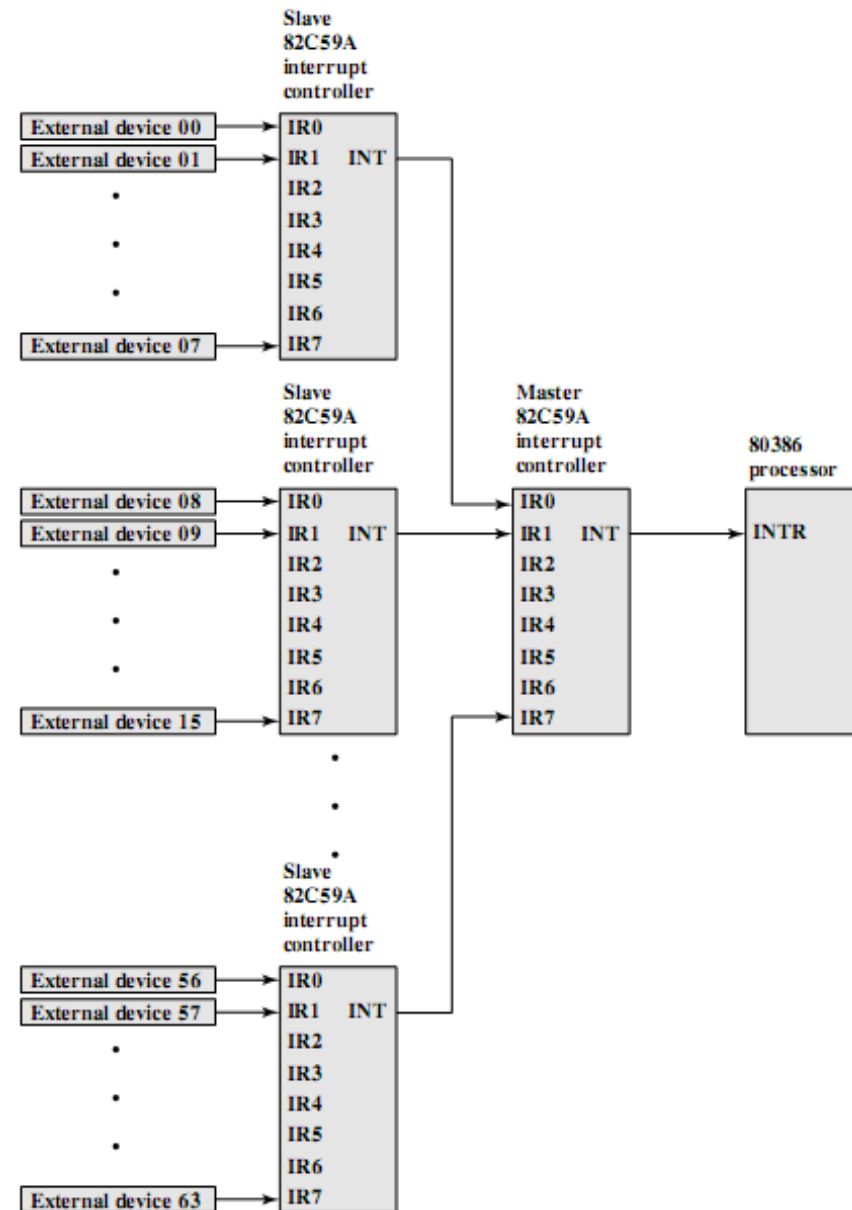 Slave
82C59A
interrupt
controller
External device 00
IR0
External device 01
IR1 INT
IR2
IR3
IR4
IR5
IR6
External device 07
IR7
Slave
82C59A
interrupt
controller
Master
82C59A
interrupt
controller
80386
processor
External device 08
IR0
IR0
External device 09
IR1 INT
IR1 INT
INTR
IR2
IR2
IR3
IR3
IR4
IR4
IR5
IR5
IR6
IR6
External device 15
IR7
IR7
Slave
82C59A
interrupt
controller
External device 56
IR0
External device 57
IR1 INT
IR2
IR3
IR4
IR5
IR6
External device 63
IR7